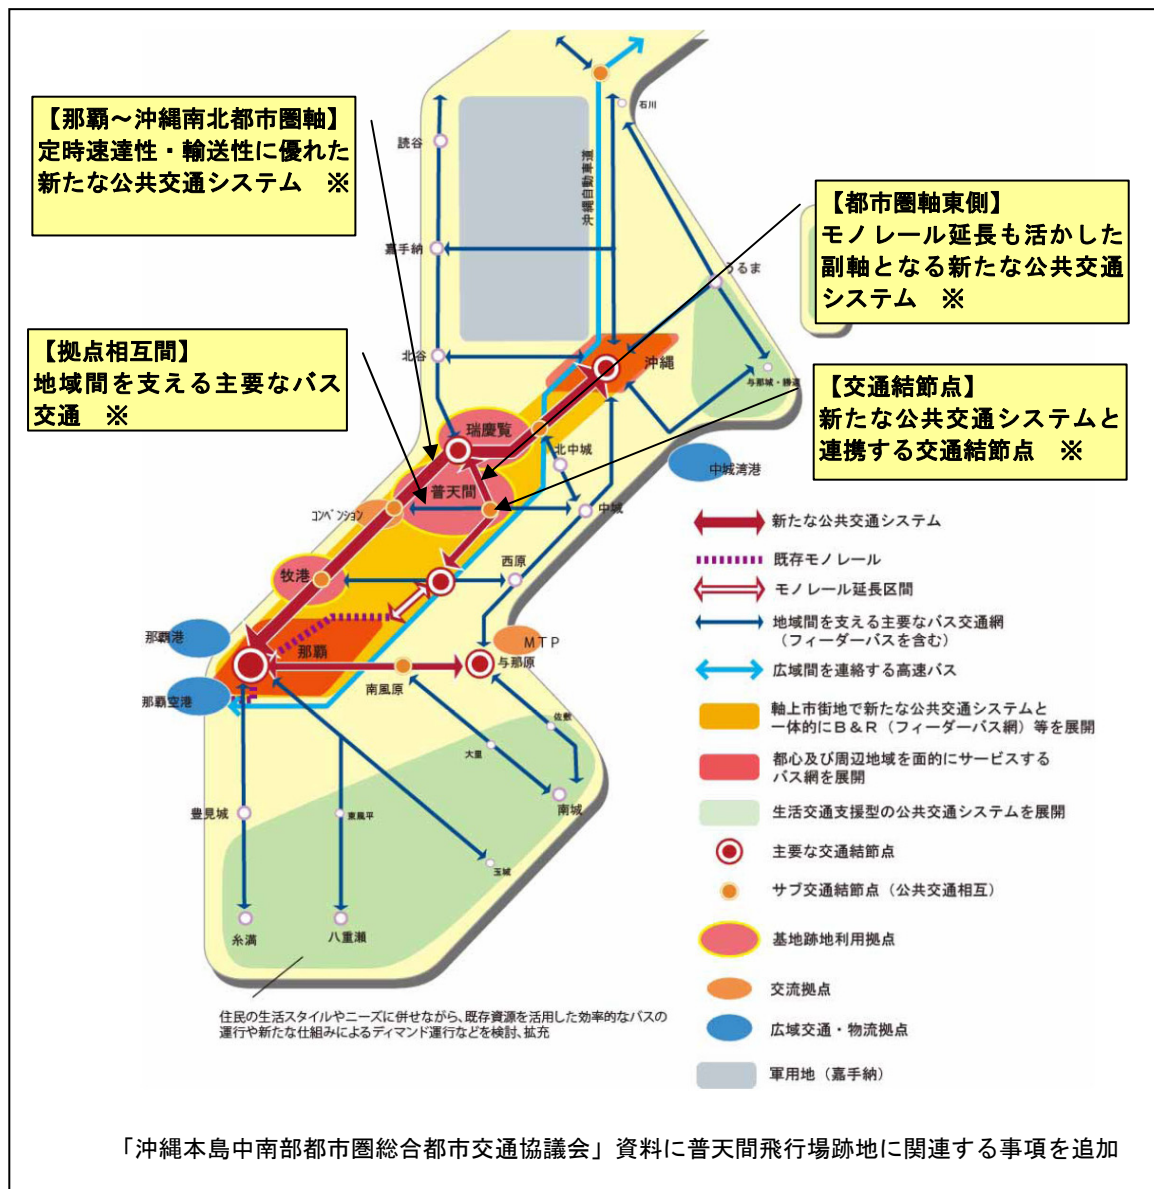 【那覇~沖縄南北都市圏軸】
定時速達性・輸送性に優れた
新たな公共交通システム ※
【都市圏軸東側】
モノレール延長も活かした
副軸となる新たな公共交通
システム ※
【拠点相互間】
地域間を支える主要なバス
交通 ※
【交通結節点】
新たな公共交通システムと
連携する交通結節点 ※
石川
読谷
沖縄自動車道
嘉手納
うるま
北谷
沖縄
与那城・勝連
瑞慶覧
北中城
中城湾港
普天間
コンベンション
中城
牧港
西原
那覇港
MTP
那覇
与那原
那覇空港
南風原
佐敷
大里
南城
豊見城
東風平
玉城
糸満
八重瀬
新たな公共交通システム
既存モノレール
モノレール延長区間
地域間を支える主要なバス交通網
(フィーダーバスを含む)
広域間を連絡する高速バス
軸上市街地で新たな公共交通システムと
一体的にB&R(フィーダーバス網)等を展開
都心及び周辺地域を面的にサービスする
バス網を展開
生活交通支援型の公共交通システムを展開
主要な交通結節点
サブ交通結節点(公共交通相互)
基地跡地利用拠点
交流拠点
広域交通・物流拠点
軍用地(嘉手納)
住民の生活スタイルやニーズに併せながら、既存資源を活用した効率的なバスの
運行や新たな仕組みによるディマンド運行などを検討、拡充
「沖縄本島中南部都市圏総合都市交通協議会」資料に普天間飛行場跡地に関連する事項を追加